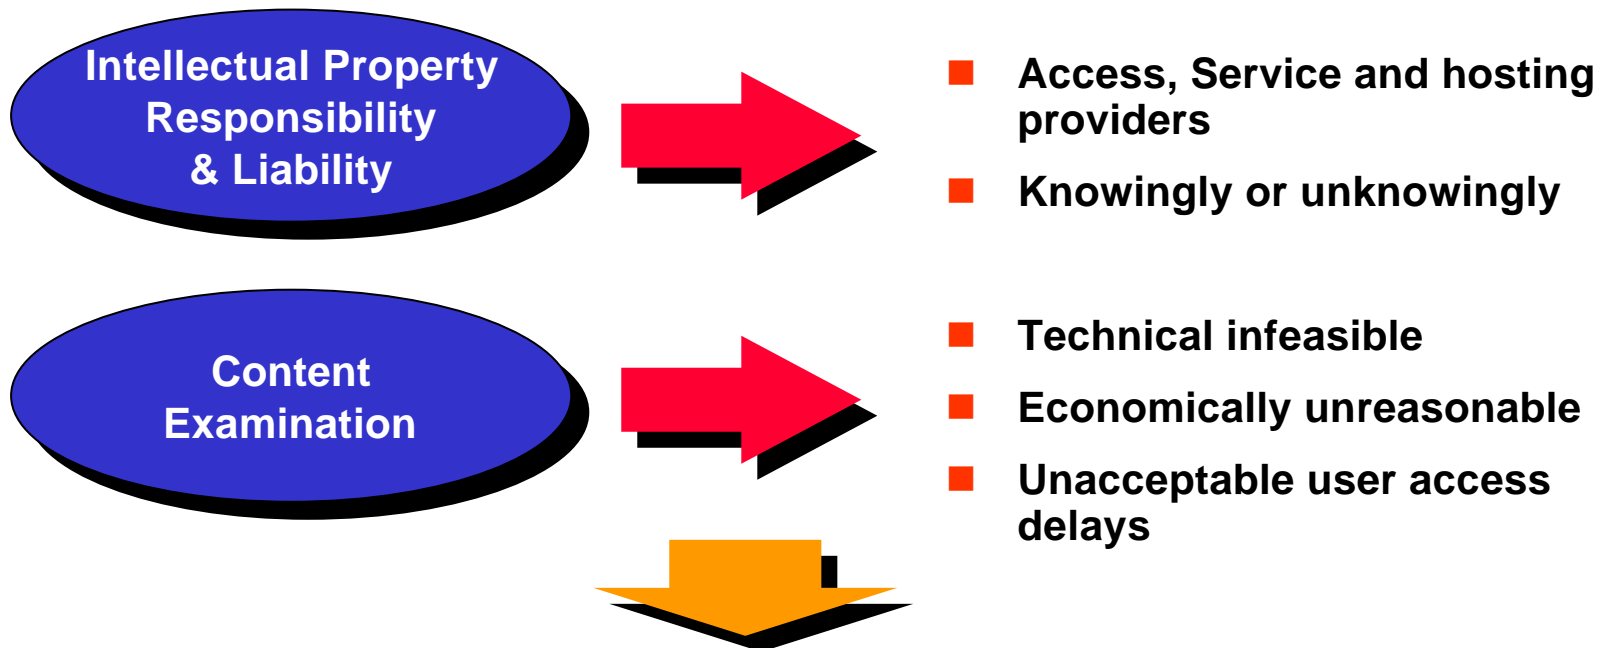 Intellectual Property
Responsibility
& Liability
Access, Service and hosting
providers
Knowingly or unknowingly
Content
Examination
Technical infeasible
Economically unreasonable
Unacceptable user access
delays